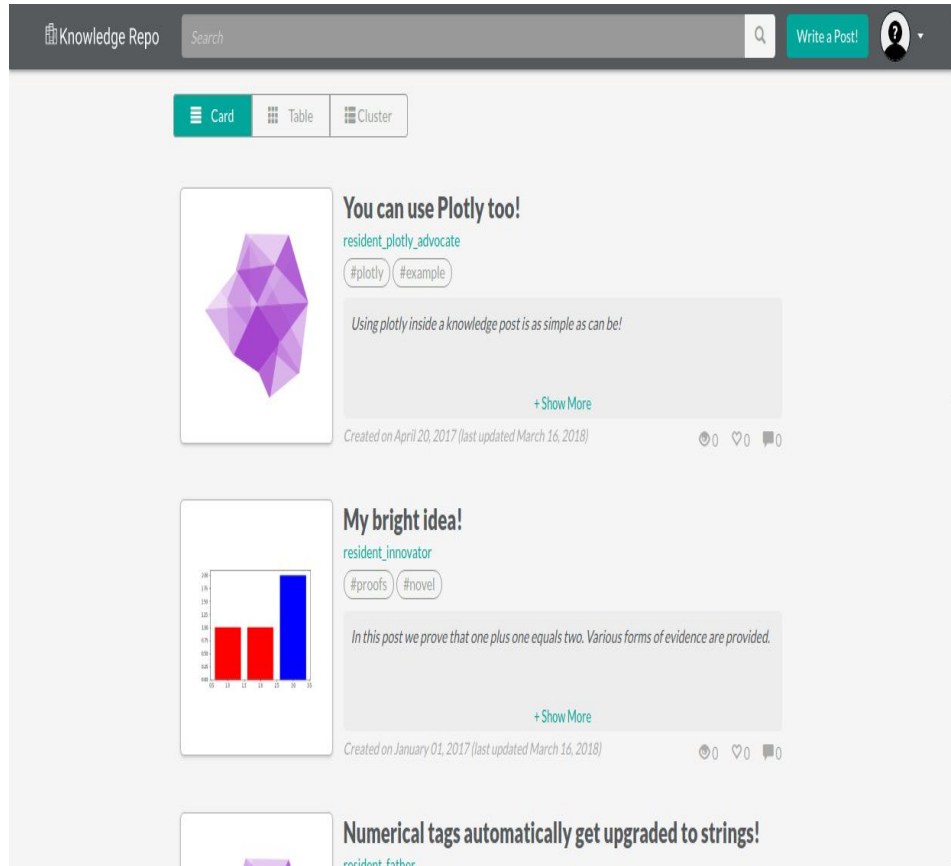 Knowledge Repo
Search
Write a Post!
?
Card
Table
Cluster
You can use Plotly too!
resident_plotly_advocate
#plotly
#example
Using plotly inside a knowledge post is as simple as can be!
+ Show More
Created on April 20, 2017 (last updated March 16, 2018)
0
0
0
My bright idea!
resident_innovator
#proofs
#novel
In this post we prove that one plus one equals two. Various forms of evidence are provided.
+ Show More
Created on January 01, 2017 (last updated March 16, 2018)
0
0
0
Numerical tags automatically get upgraded to strings!
resident_father